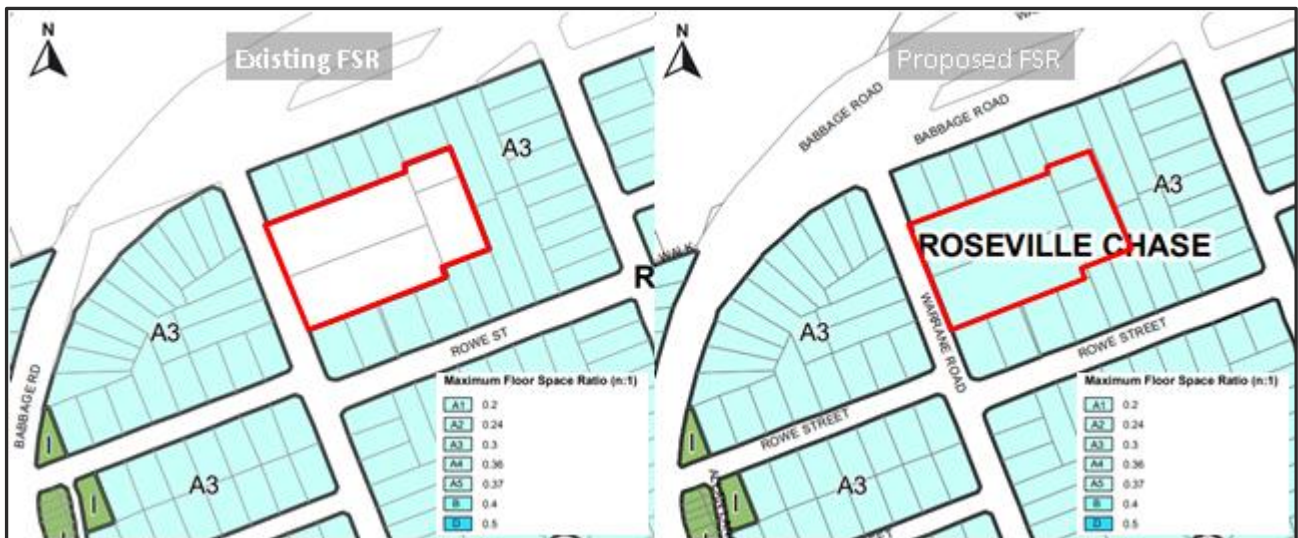 N
Existing FSR
A3
A3
R
ROWE ST
BABBAGE RD
I
I
A3
Maximum Floor Space Ratio (n:1)
A1 0.2
A2 0.24
A3 0.3
A4 0.36
A5 0.37
B 0.4
D 0.5
N
Proposed FSR
BABBAGE ROAD
BABBAGE ROAD
A3
ROSEVILLE CHASE
WALK
A3
WARRANE ROAD
ROWE STREET
ROWE STREET
I
I
A3
Maximum Floor Space Ratio (n:1)
A1 0.2
A2 0.24
A3 0.3
A4 0.36
A5 0.37
B 0.4
D 0.5